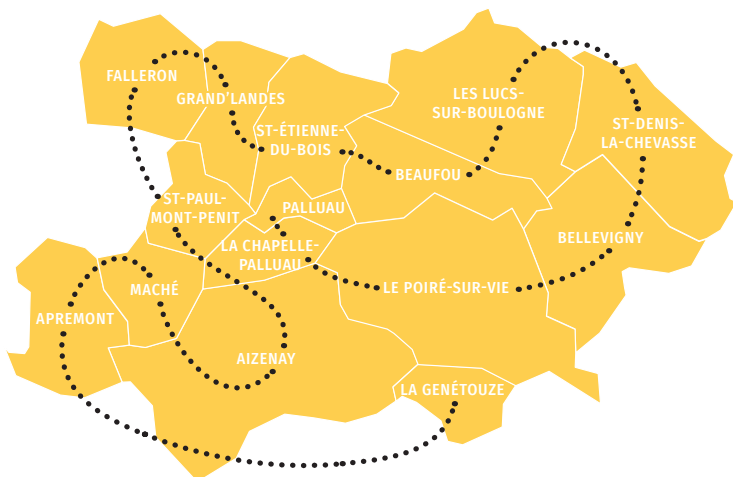 FALLERON
GRAND'LANDES
LES LUCS-
SUR-BOULOGNE
ST-ÉTIENNE-
DU-BOIS
ST-DENIS-
LA-CHEVASSE
BEAUFOU
ST-PAUL-
MONT-PENIT
PALLUAU
LA CHAPELLE-
PALLUAU
BELLEVIGNY
MACHÉ
LE POIRÉ-SUR-VIE
APREMONT
AIZENAY
LA GENÉTOUZE